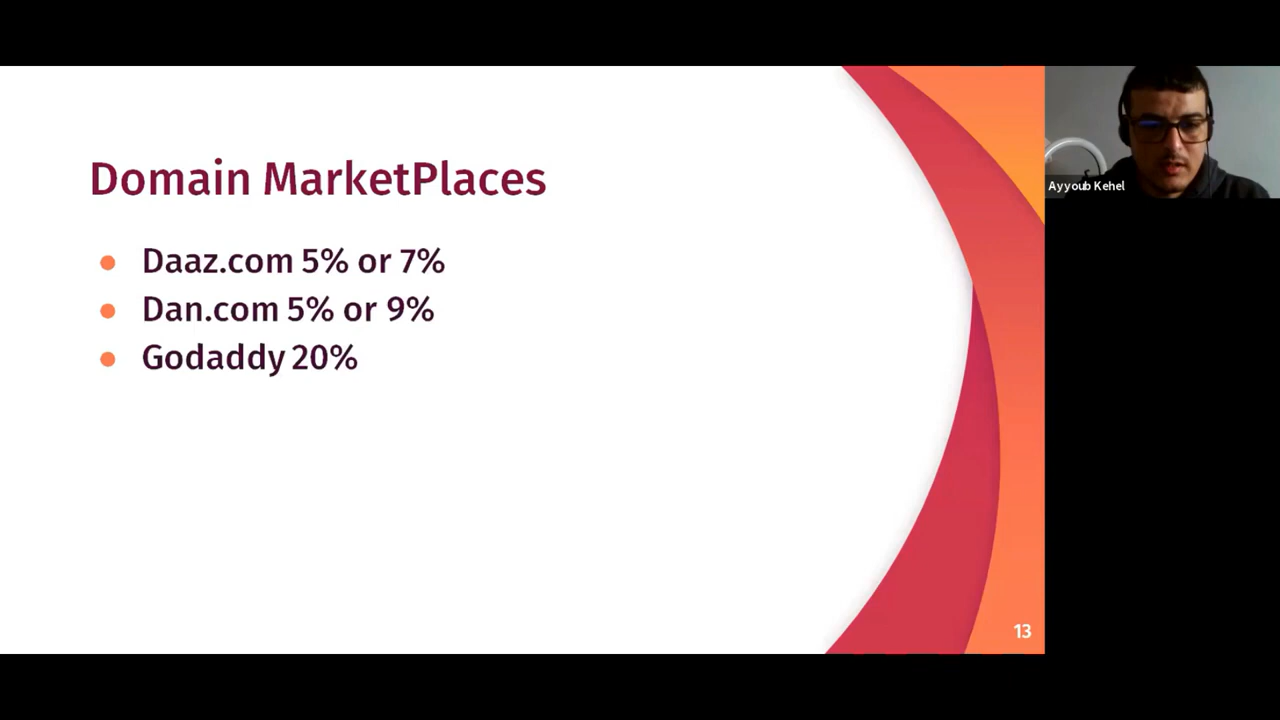 Domain MarketPlaces
● Daaz.com 5% or 7%
● Dan.com 5% or 9%
● Godaddy 20%
13
Ayyoub Kehel